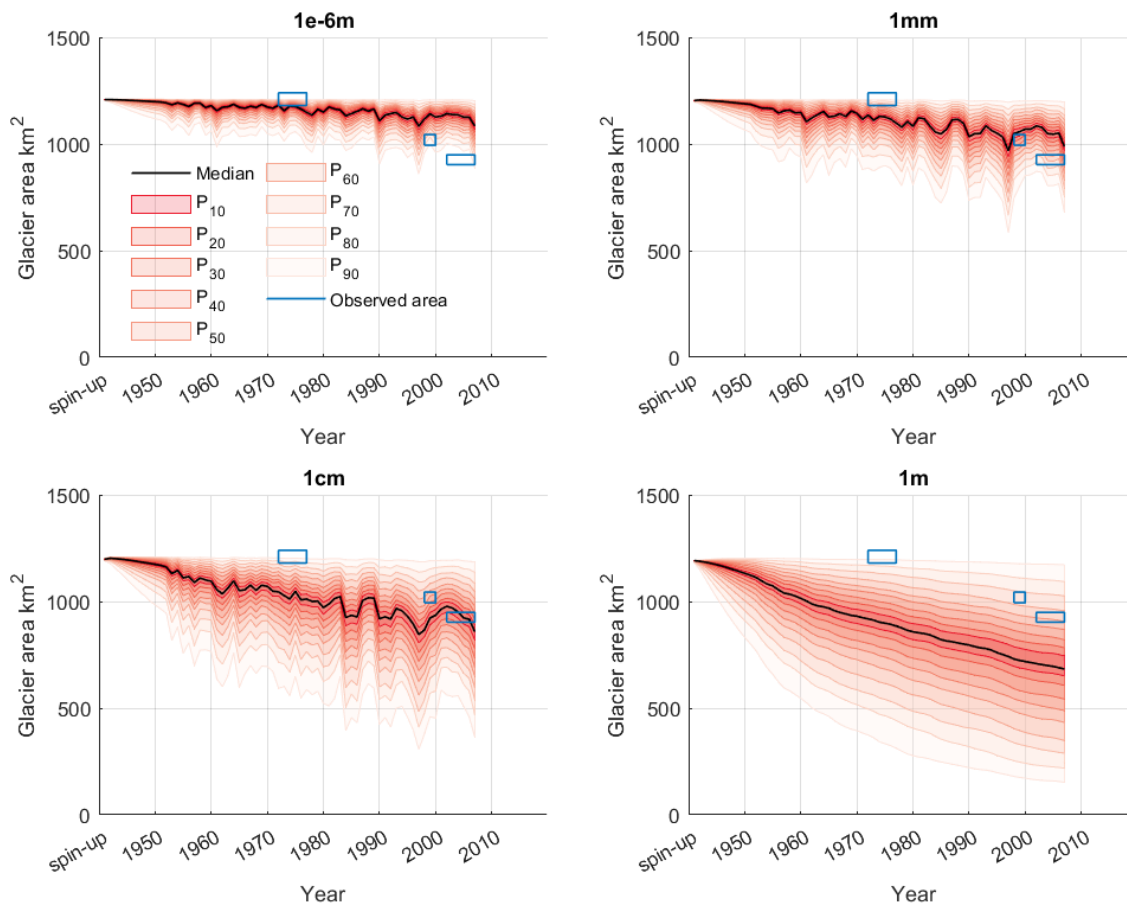 1e-6m
1500
1000
500
0
Glacier area km2
Median
P10
P20
P30
P40
P50
P60
P70
P80
P90
Observed area
spin-up 1950 1960 1970 1980 1990 2000 2010
Year
1mm
1500
1000
500
0
Glacier area km2
spin-up 1950 1960 1970 1980 1990 2000 2010
Year
1cm
1500
1000
500
0
Glacier area km2
spin-up 1950 1960 1970 1980 1990 2000 2010
Year
1m
1500
1000
500
0
Glacier area km2
spin-up 1950 1960 1970 1980 1990 2000 2010
Year